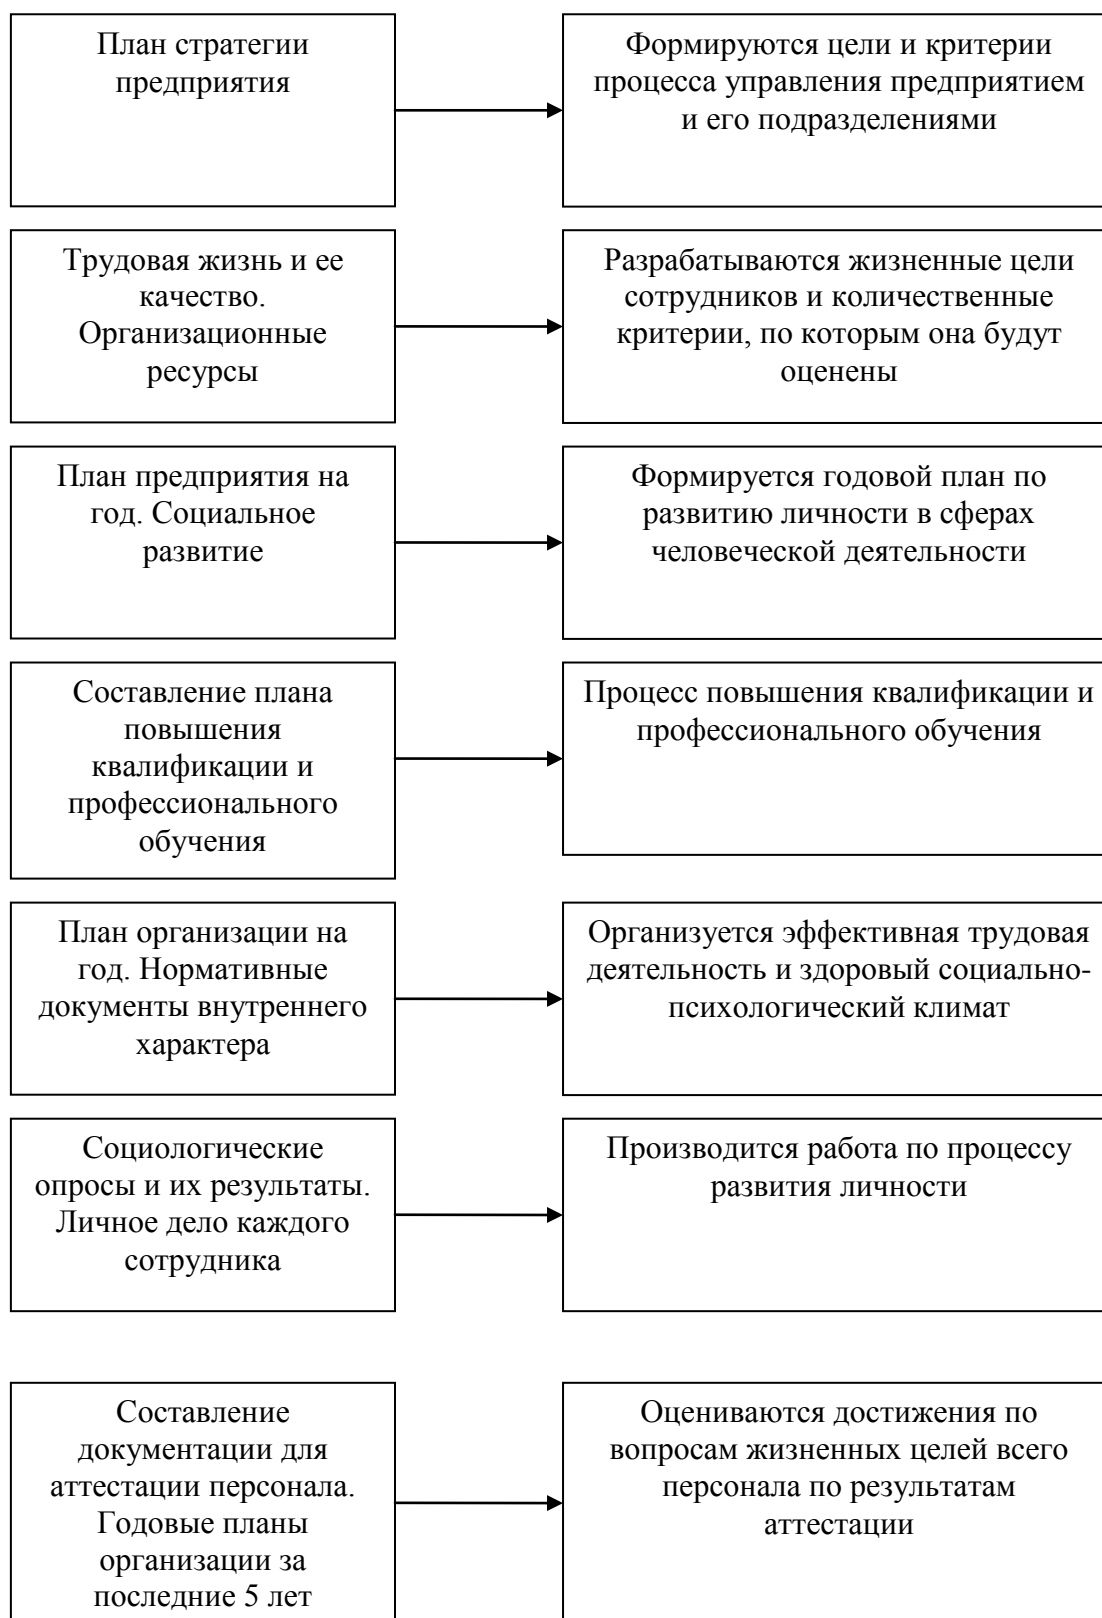 План стратегии
предприятия
Формируются цели и критерии
процесса управления предприятием
и его подразделениями
Трудовая жизнь и ее
качество.
Организационные
ресурсы
Разрабатываются жизненные цели
сотрудников и количественные
критерии, по которым она будут
оценены
План предприятия на
год. Социальное
развитие
Формируется годовой план по
развитию личности в сферах
человеческой деятельности
Составление плана
повышения
квалификации и
профессионального
обучения
Процесс повышения квалификации и
профессионального обучения
План организации на
год. Нормативные
документы внутреннего
характера
Организуется эффективная трудовая
деятельность и здоровый социально-
психологический климат
Социологические
опросы и их результаты.
Личное дело каждого
сотрудника
Производится работа по процессу
развития личности
Составление
документации для
аттестации персонала.
Годовые планы
организации за
последние 5 лет
Оцениваются достижения по
вопросам жизненных целей всего
персонала по результатам
аттестации